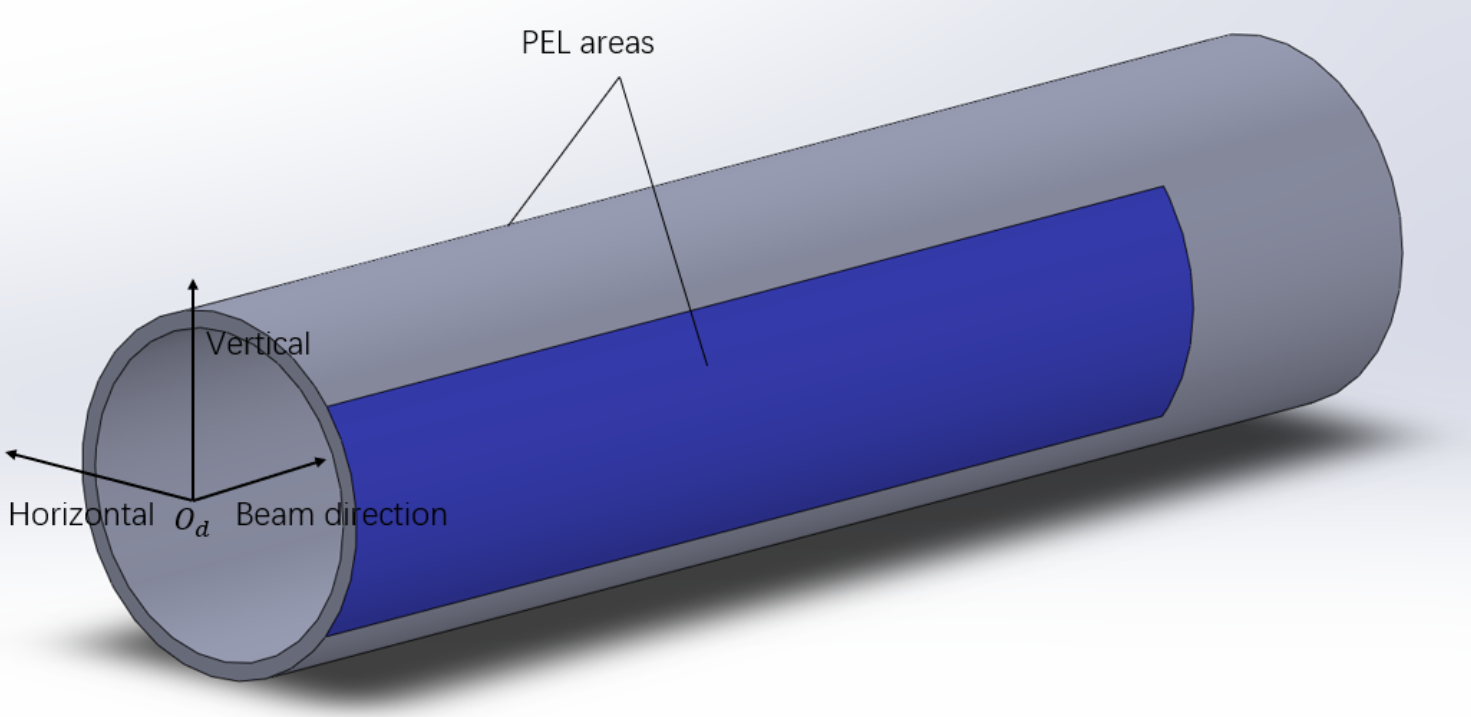 PEL areas
Vertical
Horizontal
O_d
Beam direction